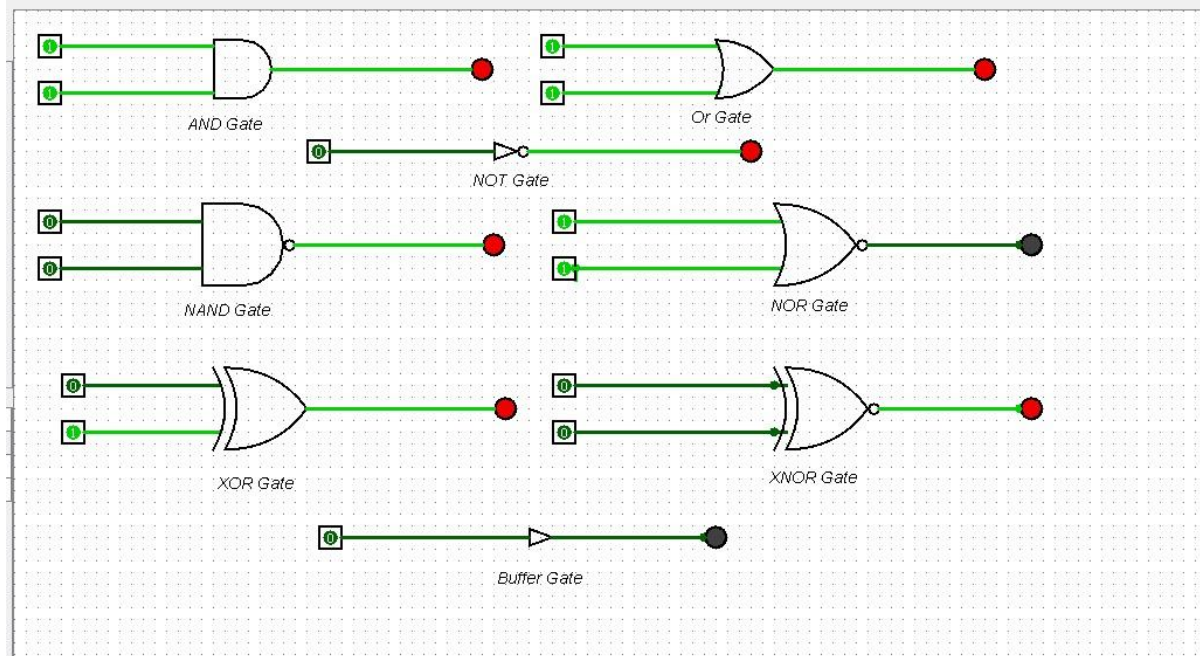 1 1
1 1
AND Gate
Or Gate
0
NOT Gate
0 1
0 1
NAND Gate
NOR Gate
0 0
1 0
XOR Gate
XNOR Gate
0
Buffer Gate